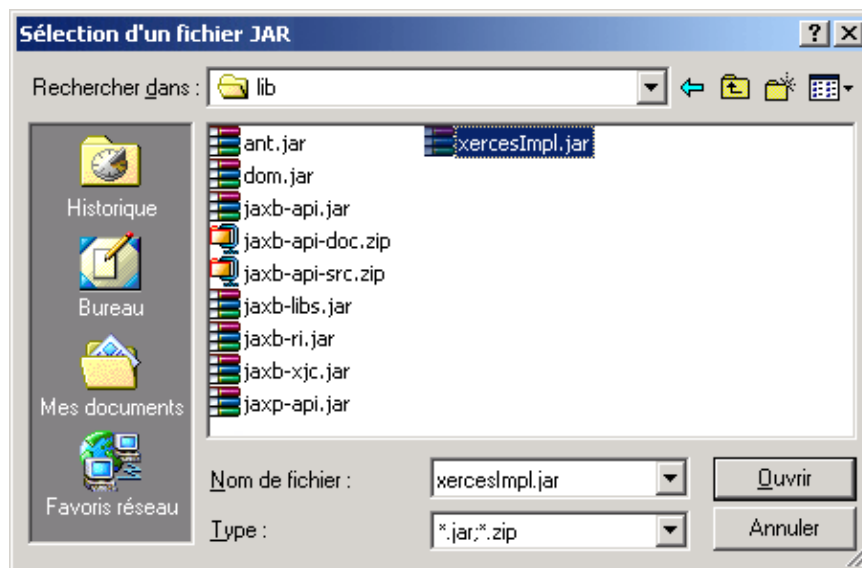 Sélection d'un fichier JAR
Rechercher dans :
lib
Historique
Bureau
Mes documents
Favoris réseau
ant.jar
dom.jar
jaxb-api.jar
jaxb-api-doc.zip
jaxb-api-src.zip
jaxb-libs.jar
jaxb-ri.jar
jaxb-xjc.jar
jaxp-api.jar
xercesImpl.jar
Nom de fichier :
xercesImpl.jar
Ouvrir
Type :
*.jar;*.zip
Annuler